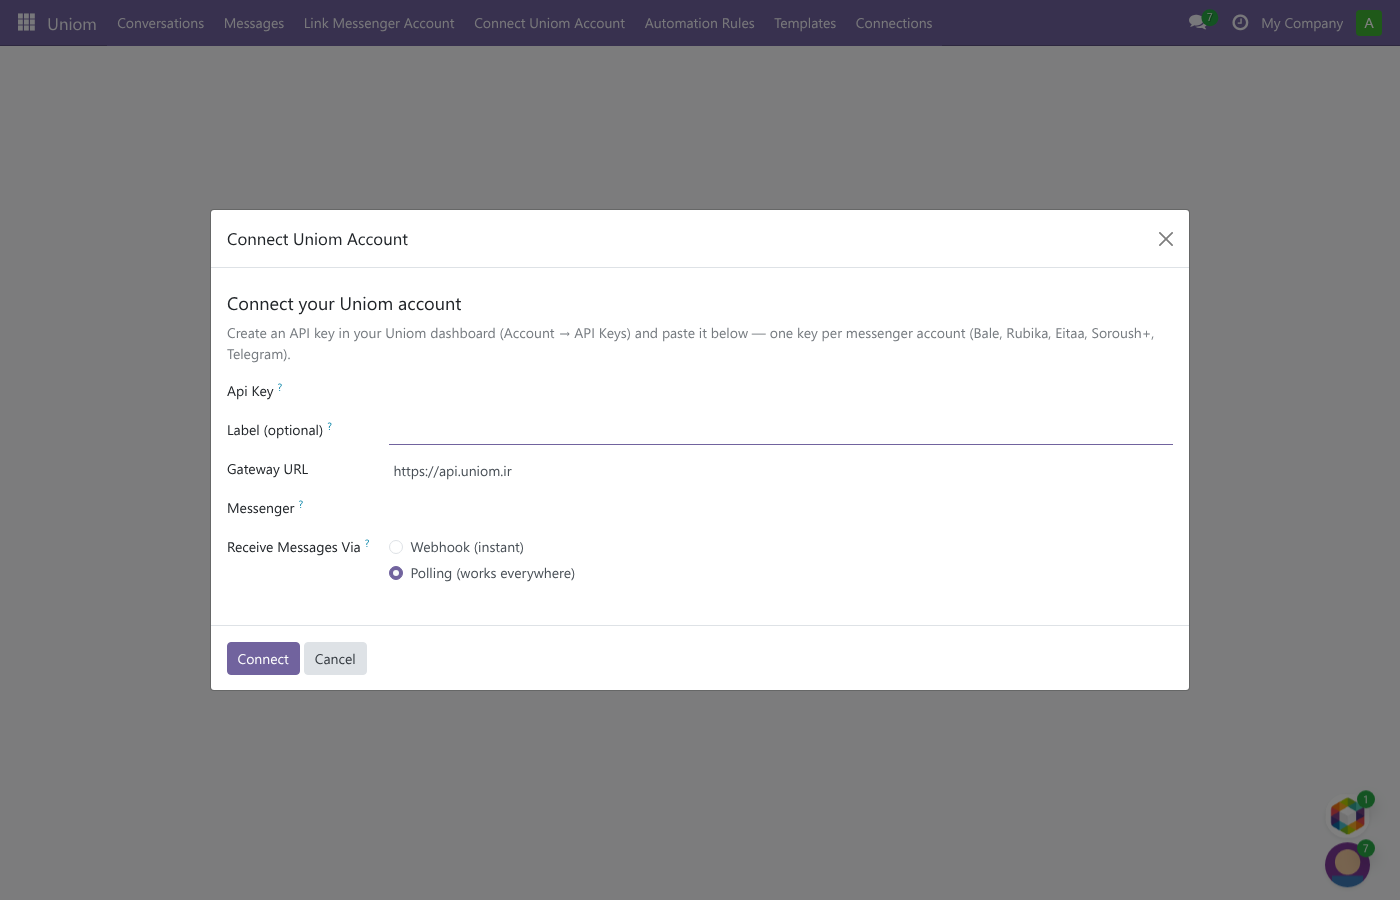 Uniom Conversations Messages Link Messenger Account Connect Uniom Account Automation Rules Templates Connections 7 My Company A
Connect Uniom Account
Connect your Uniom account
Create an API key in your Uniom dashboard (Account → API Keys) and paste it below — one key per messenger account (Bale, Rubika, Eitaa, Soroush+,
Telegram).
Api Key ?
Label (optional) ?
Gateway URL https://api.uniom.ir
Messenger ?
Receive Messages Via ? Webhook (instant)
Polling (works everywhere)
Connect Cancel
1
7